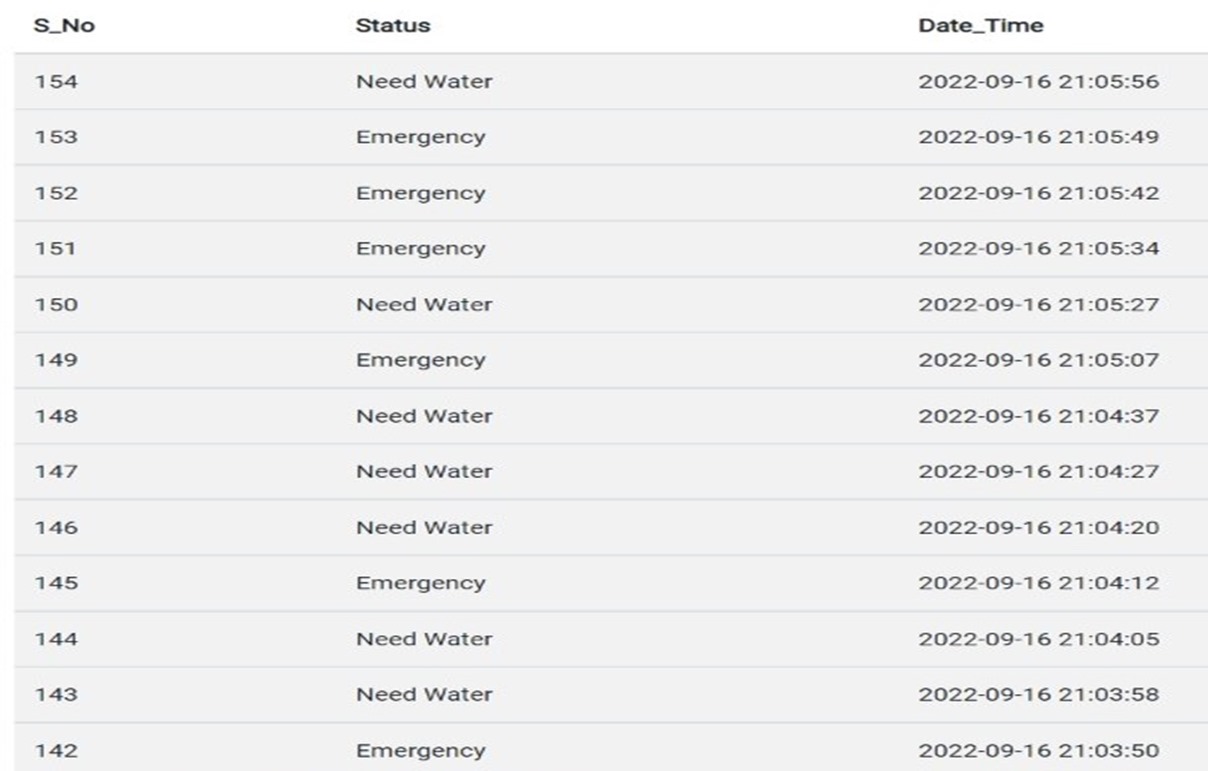 S_No Status Date_Time
154 Need Water 2022-09-16 21:05:56
153 Emergency 2022-09-16 21:05:49
152 Emergency 2022-09-16 21:05:42
151 Emergency 2022-09-16 21:05:34
150 Need Water 2022-09-16 21:05:27
149 Emergency 2022-09-16 21:05:07
148 Need Water 2022-09-16 21:04:37
147 Need Water 2022-09-16 21:04:27
146 Need Water 2022-09-16 21:04:20
145 Emergency 2022-09-16 21:04:12
144 Need Water 2022-09-16 21:04:05
143 Need Water 2022-09-16 21:03:58
142 Emergency 2022-09-16 21:03:50